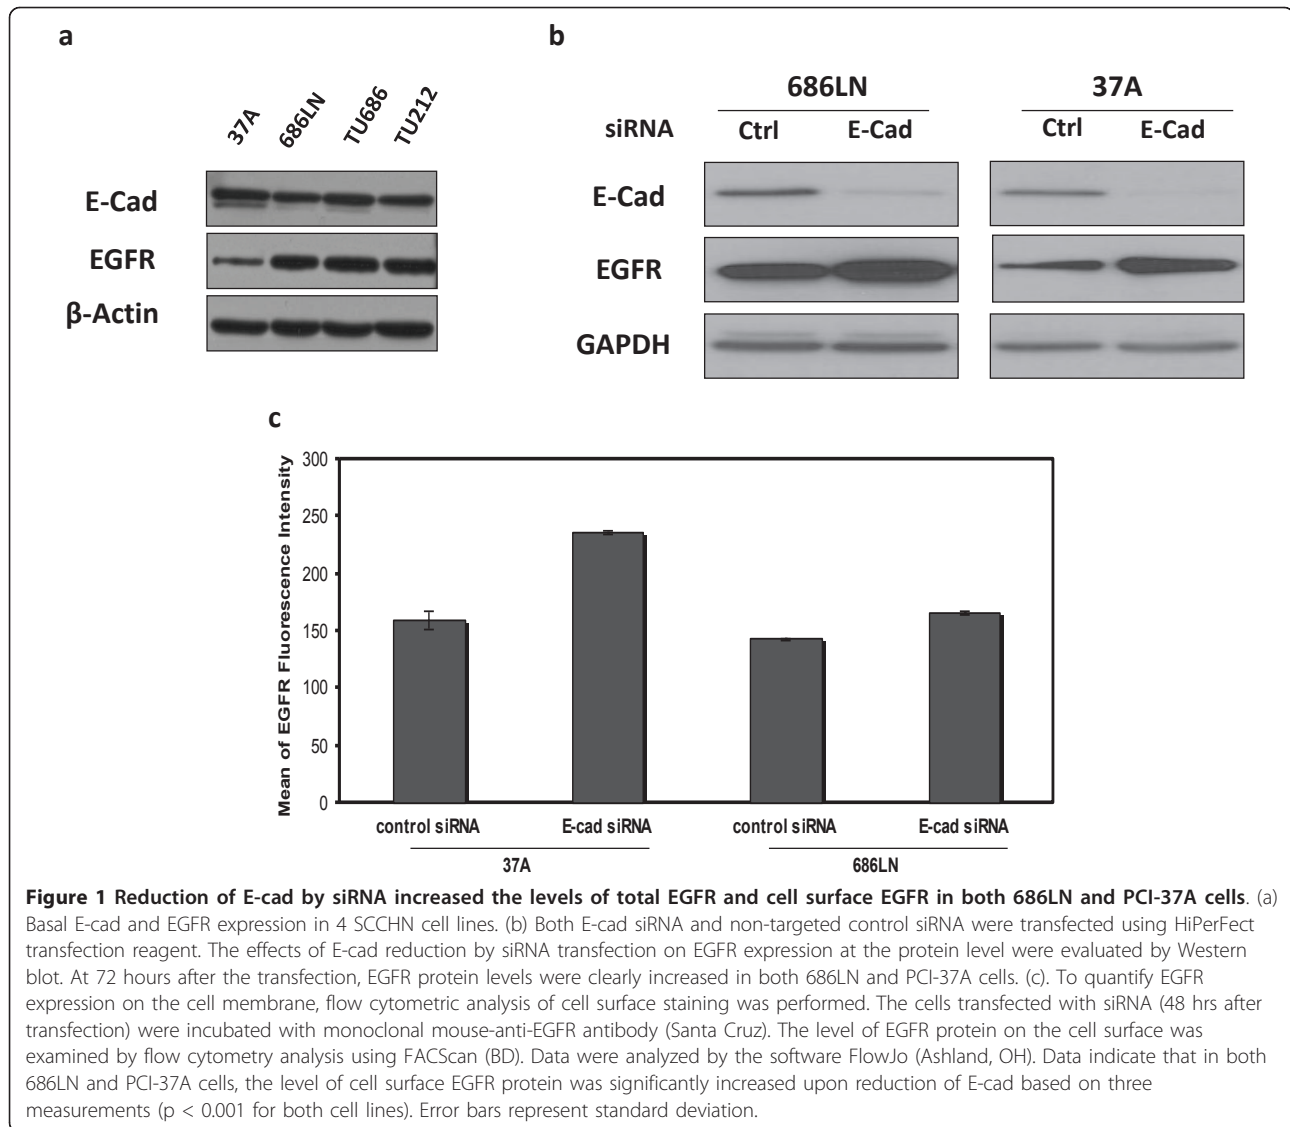 a
37A 686LN TU686 TU212
E-Cad
EGFR
β-Actin
b
686LN 37A
siRNA Ctrl E-Cad Ctrl E-Cad
E-Cad
EGFR
GAPDH
c
Mean of EGFR Fluorescence Intensity
300
250
200
150
100
50
0
control siRNA E-cad siRNA control siRNA E-cad siRNA
37A 686LN
Figure 1 Reduction of E-cad by siRNA increased the levels of total EGFR and cell surface EGFR in both 686LN and PCI-37A cells. (a)
Basal E-cad and EGFR expression in 4 SCCHN cell lines. (b) Both E-cad siRNA and non-targeted control siRNA were transfected using HiPerFect
transfection reagent. The effects of E-cad reduction by siRNA transfection on EGFR expression at the protein level were evaluated by Western
blot. At 72 hours after the transfection, EGFR protein levels were clearly increased in both 686LN and PCI-37A cells. (c). To quantify EGFR
expression on the cell membrane, flow cytometric analysis of cell surface staining was performed. The cells transfected with siRNA (48 hrs after
transfection) were incubated with monoclonal mouse-anti-EGFR antibody (Santa Cruz). The level of EGFR protein on the cell surface was
examined by flow cytometry analysis using FACScan (BD). Data were analyzed by the software FlowJo (Ashland, OH). Data indicate that in both
686LN and PCI-37A cells, the level of cell surface EGFR protein was significantly increased upon reduction of E-cad based on three
measurements (p < 0.001 for both cell lines). Error bars represent standard deviation.